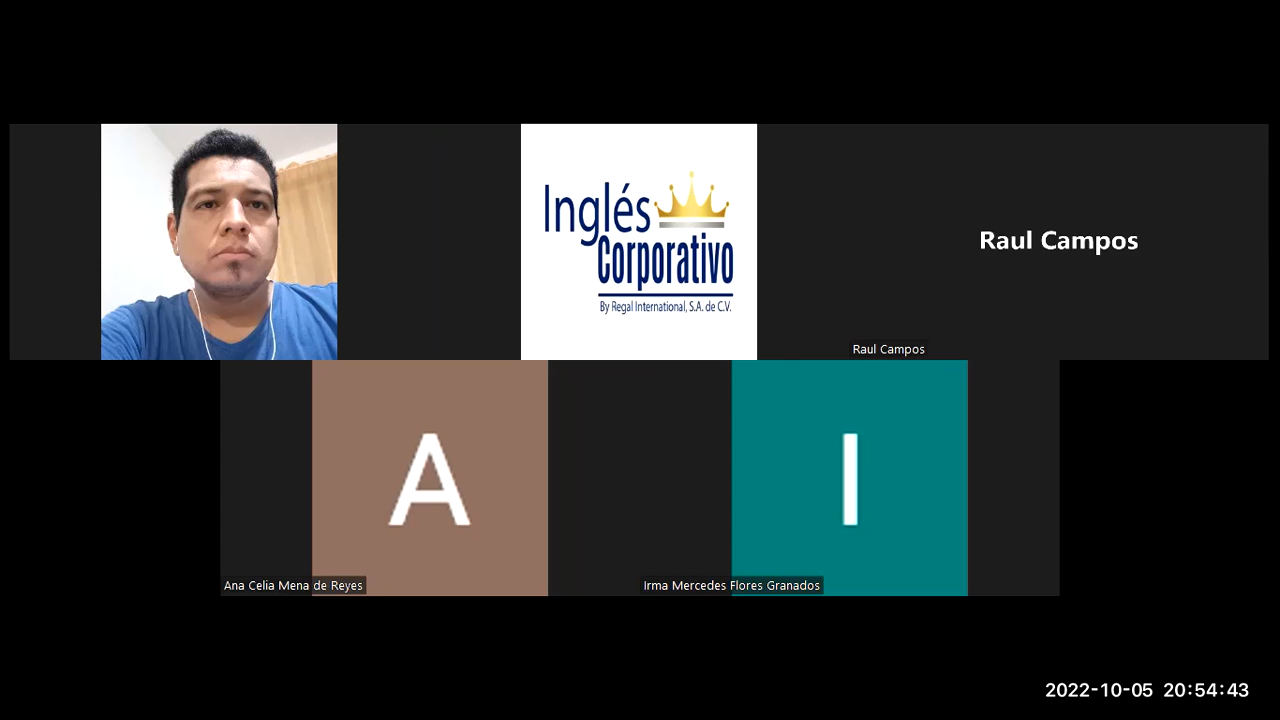 Inglés
Corporativo
By Regal International, S.A. de C.V.
Raul Campos
Raul Campos
A
I
Ana Celia Mena de Reyes
Irma Mercedes Flores Granados
2022-10-05 20:54:43